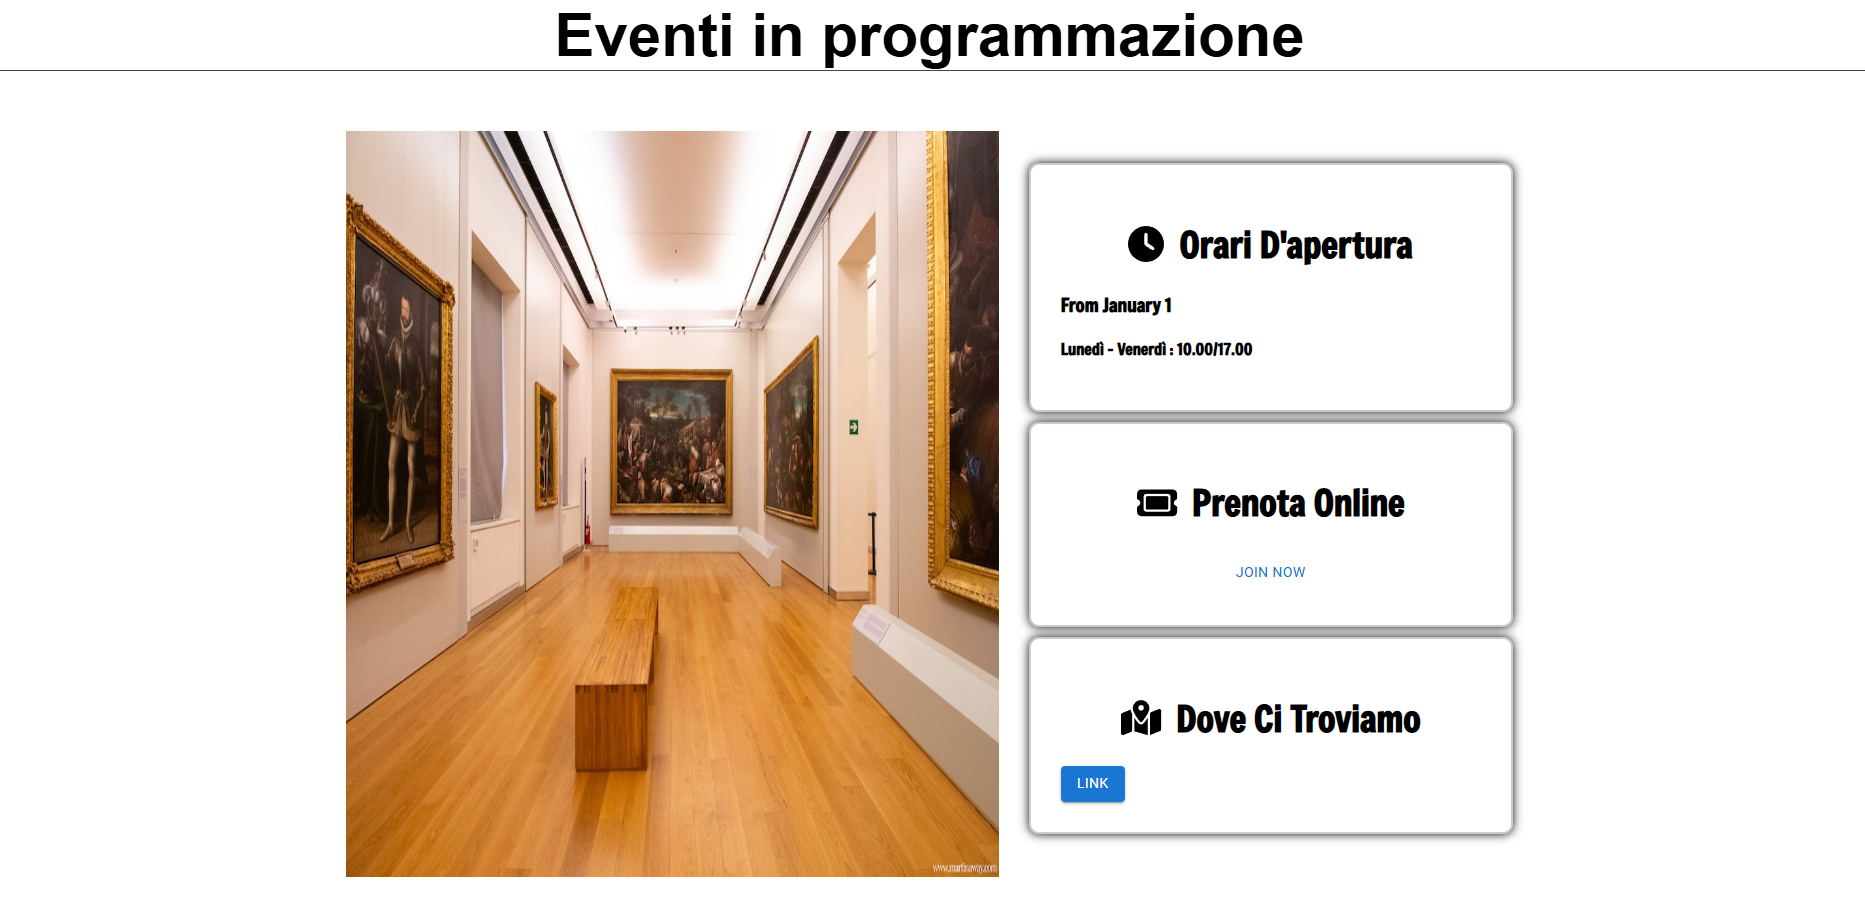 Eventi in programmazione
Orari D'apertura
From January 1
Lunedì - Venerdì : 10.00/17.00
Prenota Online
JOIN NOW
Dove Ci Troviamo
LINK
www.martinaway.com